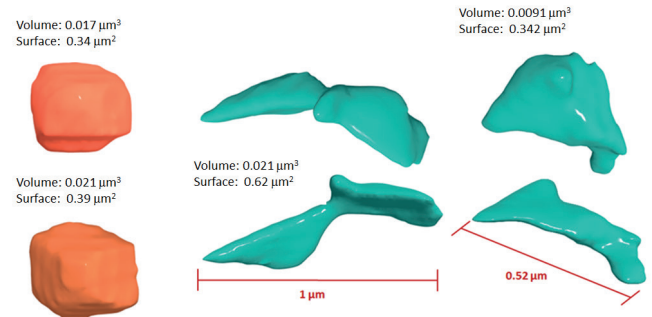 Volume: 0.017 µm³
Surface: 0.34 µm²
Volume: 0.0091 µm³
Surface: 0.342 µm²
Volume: 0.021 µm³
Surface: 0.62 µm²
Volume: 0.021 µm³
Surface: 0.39 µm²
0.52 µm
1 µm